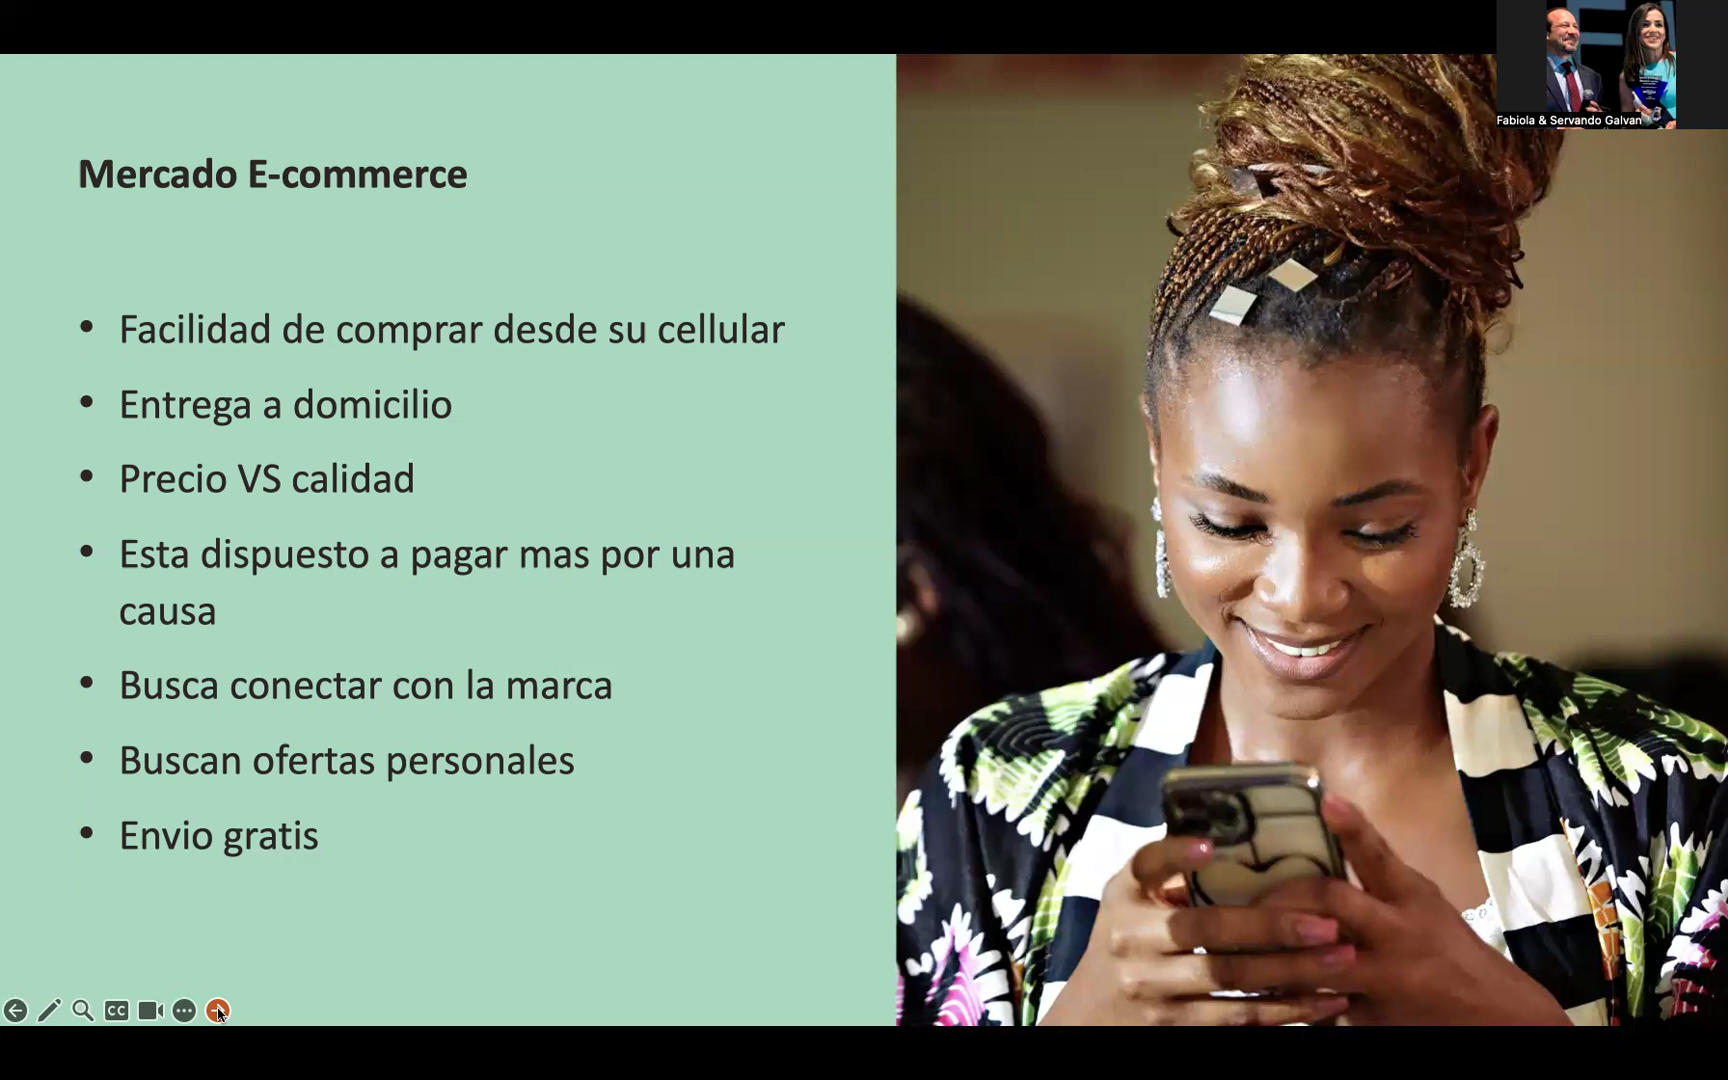 Fabiola & Servando Galvan
Mercado E-commerce
• Facilidad de comprar desde su cellular
• Entrega a domicilio
• Precio VS calidad
• Esta dispuesto a pagar mas por una
causa
• Busca conectar con la marca
• Buscan ofertas personales
• Envio gratis
CC